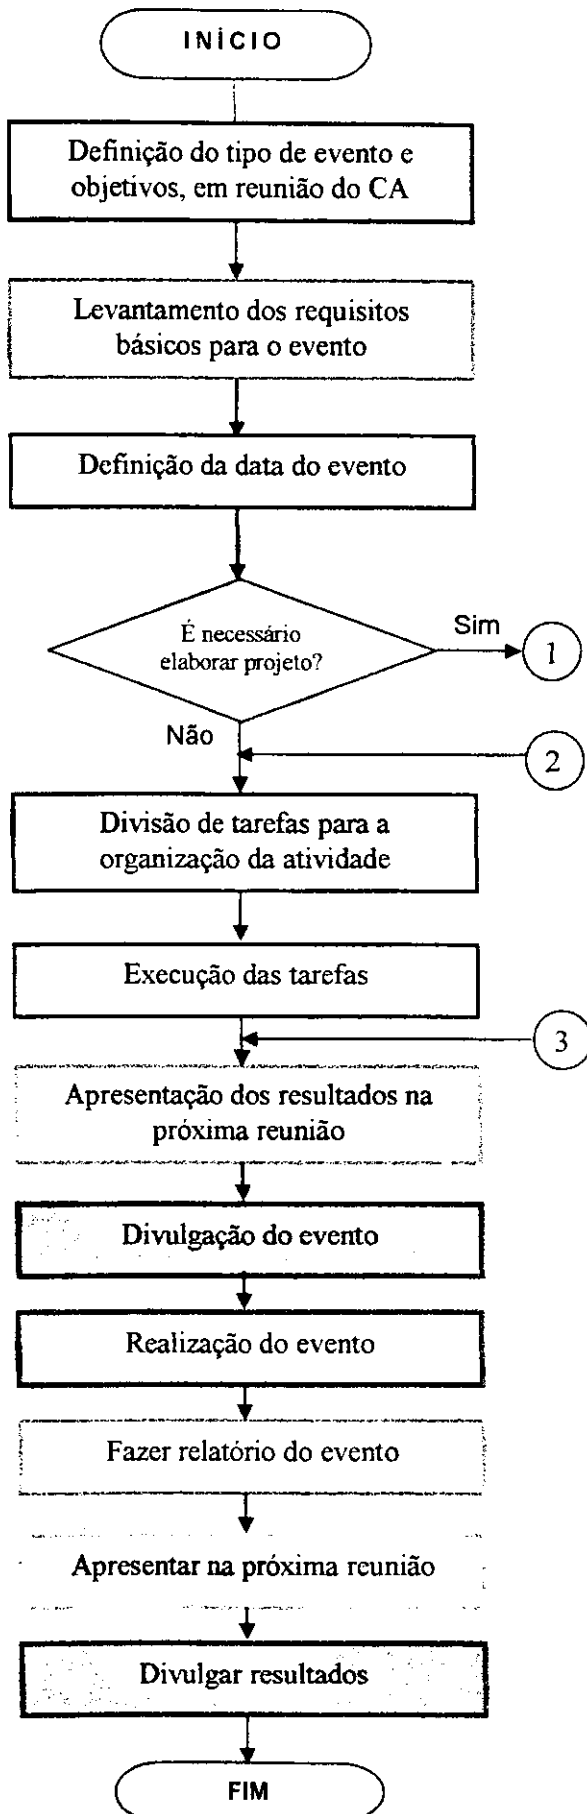 INÍCIO
Definição do tipo de evento e
objetivos, em reunião do CA
Levantamento dos requisitos
básicos para o evento
Definição da data do evento
É necessário
elaborar projeto?
Sim
1
Não
2
Divisão de tarefas para a
organização da atividade
Execução das tarefas
3
Apresentação dos resultados na
próxima reunião
Divulgação do evento
Realização do evento
Fazer relatório do evento
Apresentar na próxima reunião
Divulgar resultados
FIM